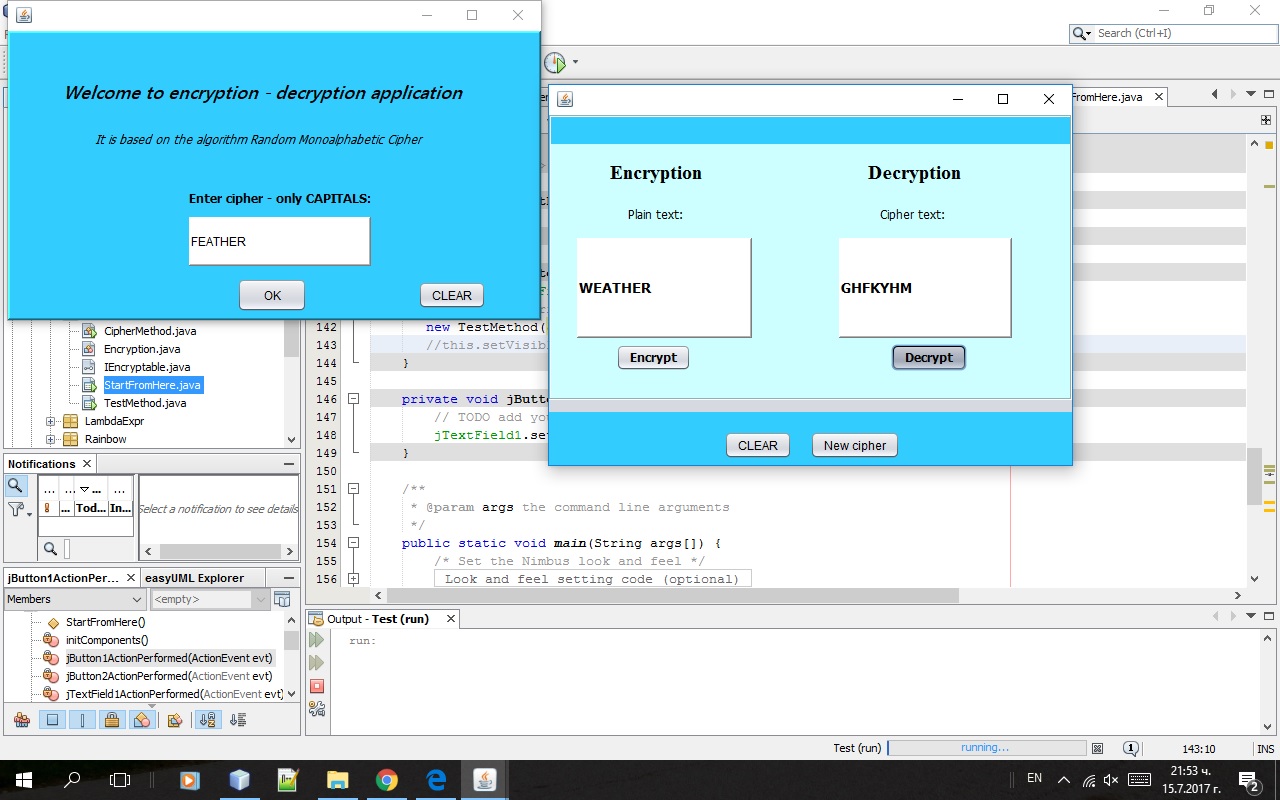 Welcome to encryption - decryption application
It is based on the algorithm Random Monoalphabetic Cipher
Enter cipher - only CAPITALS:
FEATHER
OK
CLEAR
Search (Ctrl+I)
FromHere.java
Encryption
Decryption
Plain text:
Cipher text:
WEATHER
GHFKYHM
Encrypt
Decrypt
CLEAR
New cipher
CipherMethod.java
Encryption.java
IEncryptable.java
StartFromHere.java
TestMethod.java
LambdaExpr
Rainbow
142 new TestMethod(
143 //this.setVisib
144 }
145
146 private void jButto
147 // TODO add you
148 jTextField1.set
149 }
150
151 /**
152 * @param args the command line arguments
153 */
154 public static void main(String args[]) {
155 /* Set the Nimbus look and feel */
156 Look and feel setting code (optional)
Notifications
... ... ... ...
! ... Tod... In...
Select a notification to see details
jButton1ActionPer...
easyUML Explorer
Members
<empty>
StartFromHere()
initComponents()
jButton1ActionPerformed(ActionEvent evt)
jButton2ActionPerformed(ActionEvent evt)
jTextField1ActionPerformed(ActionEvent evt)
Output - Test (run)
run:
Test (run)
running...
1
143:10
INS
EN
21:53 ч.
15.7.2017 г.
2